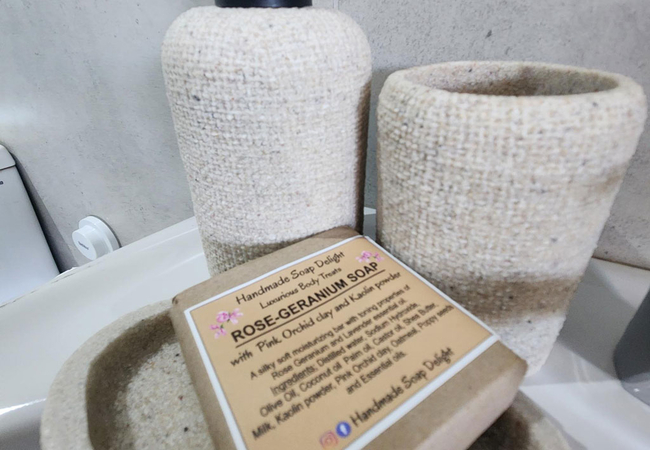 Handmade Soap Delight
Luxurious Body Treats
ROSE-GERANIUM SOAP
with Pink Orchid clay and Kaolin powder
A silky soft moisturizing bar with toning properties of
Rose Geranium and Lavender essential oil.
Ingredients: Distilled water, Sodium Hydroxide,
Olive Oil, Coconut oil, Palm oil, Castor oil, Shea Butter,
Milk, Kaolin powder, Pink Orchid clay, Oatmeal, Poppy seeds
and Essential oils.
Handmade Soap Delight